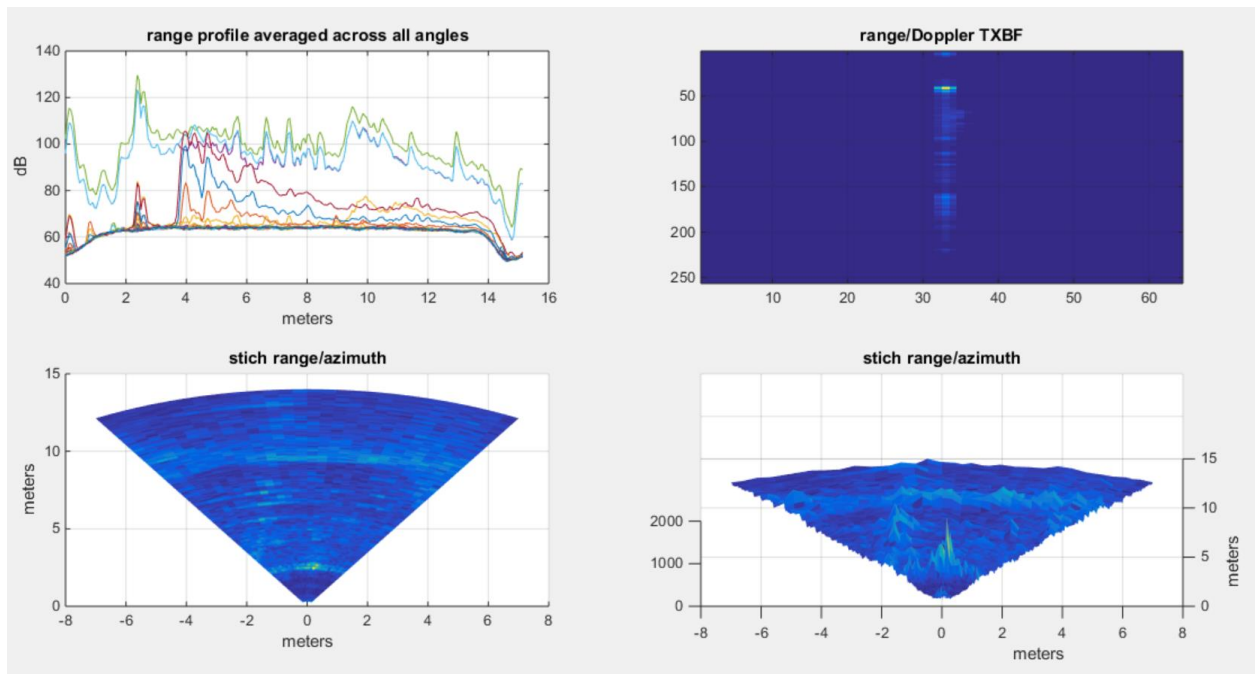 range profile averaged across all angles
140
120
100
80
60
40
dB
0 2 4 6 8 10 12 14 16
meters
range/Doppler TXBF
50
100
150
200
250
10 20 30 40 50 60
stich range/azimuth
15
10
5
0
meters
-8 -6 -4 -2 0 2 4 6 8
meters
stich range/azimuth
2000
1000
0
15
10
5
0
meters
-8 -6 -4 -2 0 2 4 6 8
meters